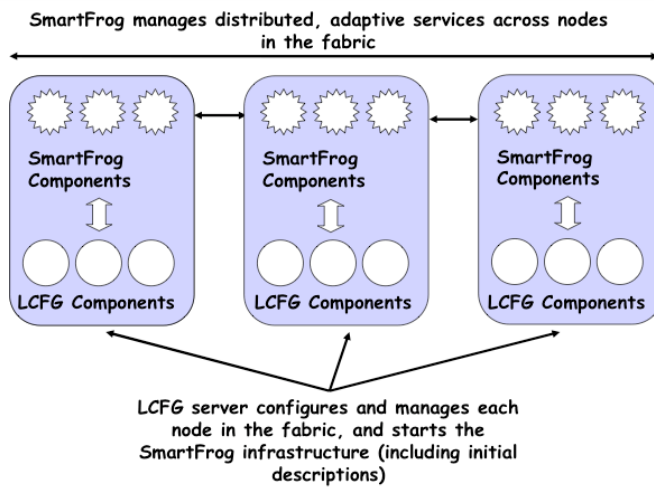 SmartFrog manages distributed, adaptive services across nodes
in the fabric
SmartFrog
Components
LCFG Components
SmartFrog
Components
LCFG Components
SmartFrog
Components
LCFG Components
LCFG server configures and manages each
node in the fabric, and starts the
SmartFrog infrastructure (including initial
descriptions)